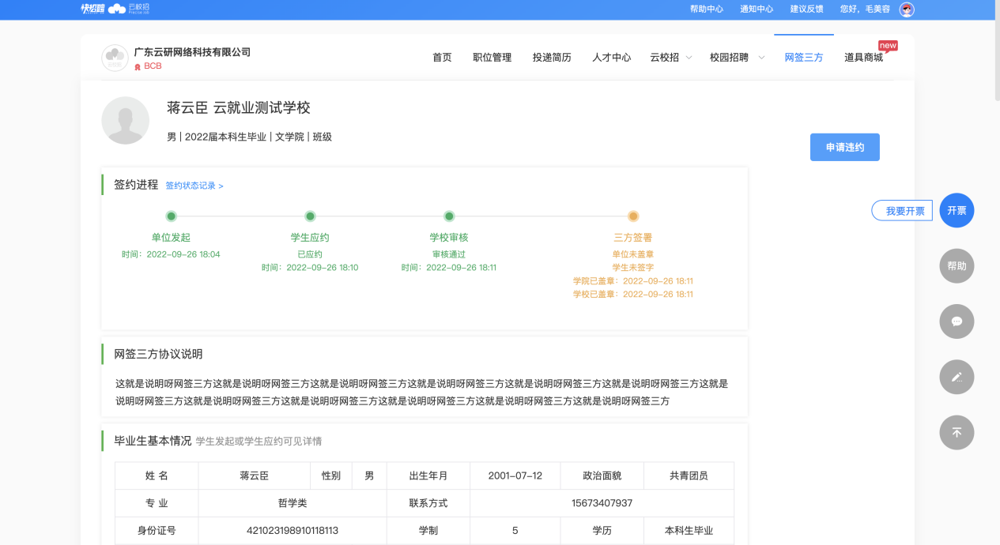 快招聘 云校招 Precise Job 帮助中心 通知中心 建议反馈 您好，毛美容
广东云研网络科技有限公司
BCB
首页 职位管理 投递简历 人才中心 云校招 校园招聘 网签三方 道具商城 new
蒋云臣 云就业测试学校
男 | 2022届本科生毕业 | 文学院 | 班级
申请违约
签约进程 签约状态记录 >
单位发起 学生应约 学校审核 三方签署
时间：2022-09-26 18:04 已应约 审核通过 单位未盖章
时间：2022-09-26 18:10 时间：2022-09-26 18:11 学生未签字
学院已盖章：2022-09-26 18:11
学校已盖章：2022-09-26 18:11
我要开票 开票
帮助
网签三方协议说明
这就是说明呀网签三方这就是说明呀网签三方这就是说明呀网签三方这就是说明呀网签三方这就是说明呀网签三方这就是说明呀网签三方这就是
说明呀网签三方这就是说明呀网签三方这就是说明呀网签三方这就是说明呀网签三方这就是说明呀网签三方这就是说明呀网签三方
毕业生基本情况 学生发起或学生应约可见详情
姓 名 蒋云臣 性别 男 出生年月 2001-07-12 政治面貌 共青团员
专 业 哲学类 联系方式 15673407937
身份证号 421023198910118113 学制 5 学历 本科生毕业